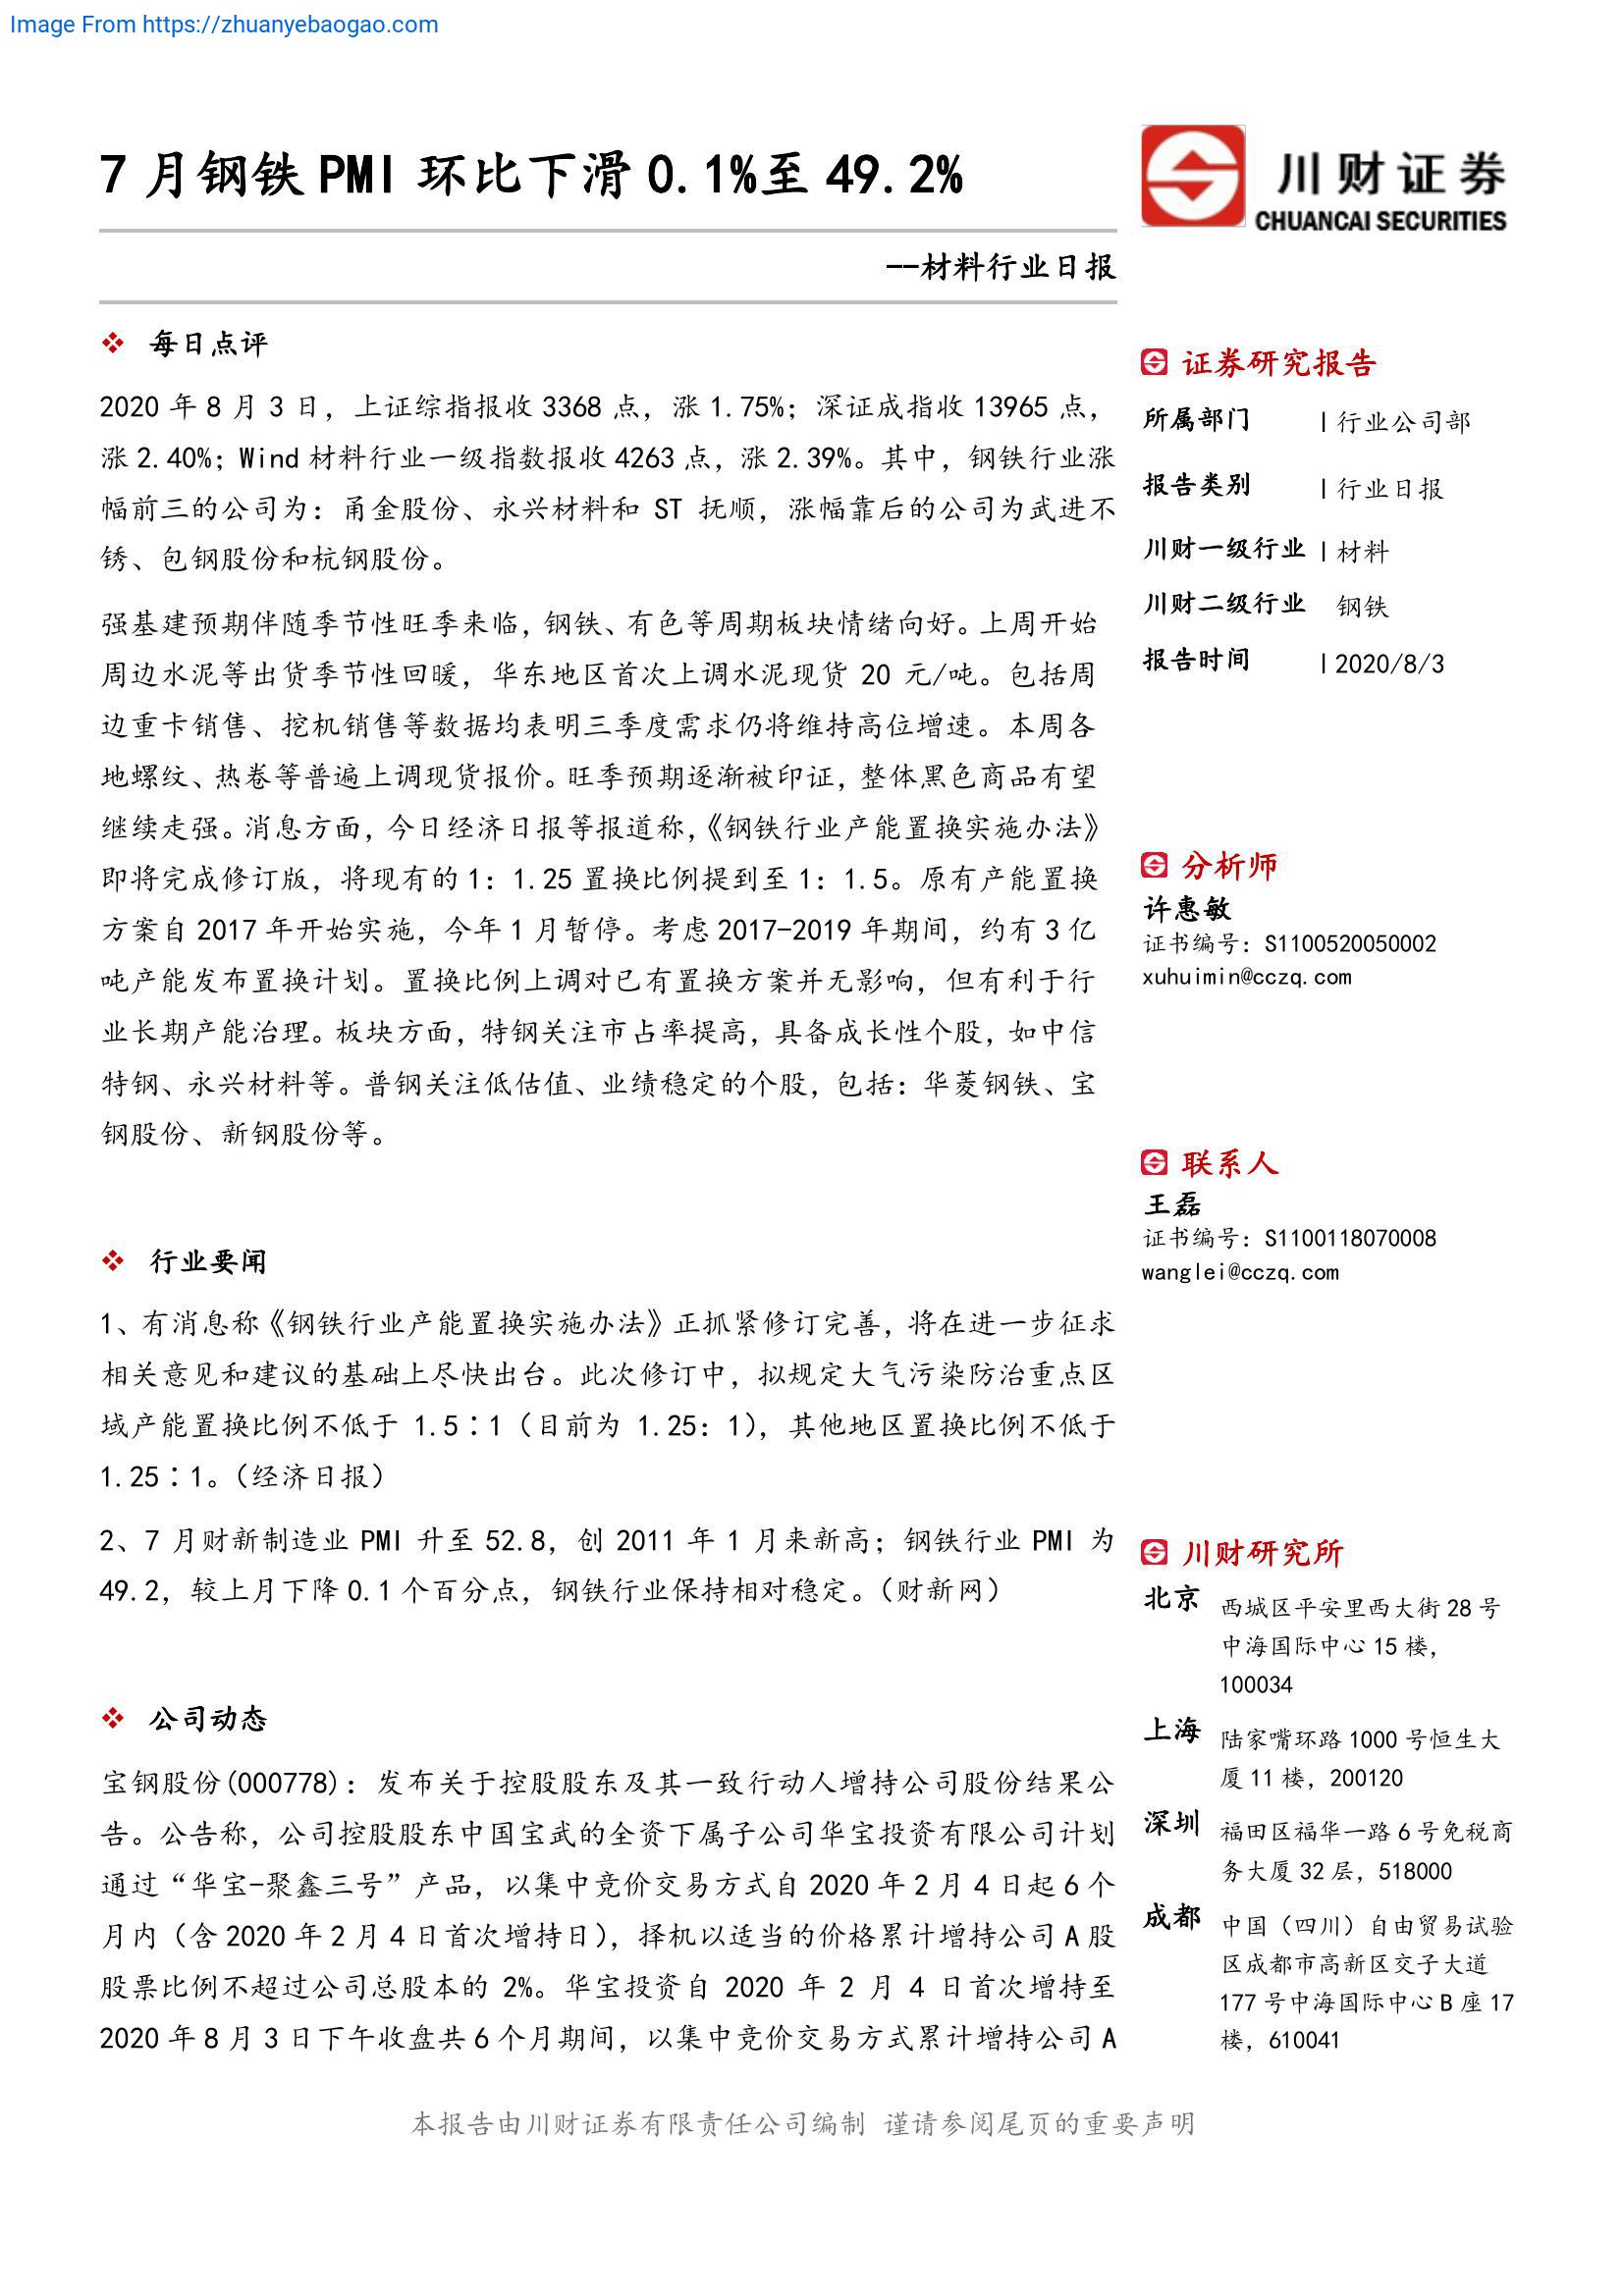 Image From https://zhuanyebaogao.com
7 月钢铁 PMI 环比下滑 0.1%至 49.2%
川财证券
CHUANCAI SECURITIES
--材料行业日报
每日点评
2020 年 8 月 3 日，上证综指报收 3368 点，涨 1.75%；深证成指收 13965 点，
涨 2.40%；Wind 材料行业一级指数报收 4263 点，涨 2.39%。其中，钢铁行业涨
幅前三的公司为：甬金股份、永兴材料和 ST 抚顺，涨幅靠后的公司为武进不
锈、包钢股份和杭钢股份。
强基建预期伴随季节性旺季来临，钢铁、有色等周期板块情绪向好。上周开始
周边水泥等出货季节性回暖，华东地区首次上调水泥现货 20 元/吨。包括周
边重卡销售、挖机销售等数据均表明三季度需求仍将维持高位增速。本周各
地螺纹、热卷等普遍上调现货报价。旺季预期逐渐被印证，整体黑色商品有望
继续走强。消息方面，今日经济日报等报道称，《钢铁行业产能置换实施办法》
即将完成修订版，将现有的 1：1.25 置换比例提到至 1：1.5。原有产能置换
方案自 2017 年开始实施，今年 1 月暂停。考虑 2017-2019 年期间，约有 3 亿
吨产能发布置换计划。置换比例上调对已有置换方案并无影响，但有利于行
业长期产能治理。板块方面，特钢关注市占率提高，具备成长性个股，如中信
特钢、永兴材料等。普钢关注低估值、业绩稳定的个股，包括：华菱钢铁、宝
钢股份、新钢股份等。
行业要闻
1、有消息称《钢铁行业产能置换实施办法》正抓紧修订完善，将在进一步征求
相关意见和建议的基础上尽快出台。此次修订中，拟规定大气污染防治重点区
域产能置换比例不低于 1.5∶1（目前为 1.25：1），其他地区置换比例不低于
1.25∶1。（经济日报）
2、7 月财新制造业 PMI 升至 52.8，创 2011 年 1 月来新高；钢铁行业 PMI 为
49.2，较上月下降 0.1 个百分点，钢铁行业保持相对稳定。（财新网）
公司动态
宝钢股份(000778)：发布关于控股股东及其一致行动人增持公司股份结果公
告。公告称，公司控股股东中国宝武的全资下属子公司华宝投资有限公司计划
通过“华宝-聚鑫三号”产品，以集中竞价交易方式自 2020 年 2 月 4 日起 6 个
月内（含 2020 年 2 月 4 日首次增持日），择机以适当的价格累计增持公司 A 股
股票比例不超过公司总股本的 2%。华宝投资自 2020 年 2 月 4 日首次增持至
2020 年 8 月 3 日下午收盘共 6 个月期间，以集中竞价交易方式累计增持公司 A
证券研究报告
所属部门 | 行业公司部
报告类别 | 行业日报
川财一级行业 | 材料
川财二级行业 钢铁
报告时间 | 2020/8/3
分析师
许惠敏
证书编号：S1100520050002
xuhuimin@cczq.com
联系人
王磊
证书编号：S1100118070008
wanglei@cczq.com
川财研究所
北京 西城区平安里西大街 28 号
中海国际中心 15 楼，
100034
上海 陆家嘴环路 1000 号恒生大
厦 11 楼，200120
深圳 福田区福华一路 6 号免税商
务大厦 32 层，518000
成都 中国（四川）自由贸易试验
区成都市高新区交子大道
177 号中海国际中心 B 座 17
楼，610041
本报告由川财证券有限责任公司编制 谨请参阅尾页的重要声明